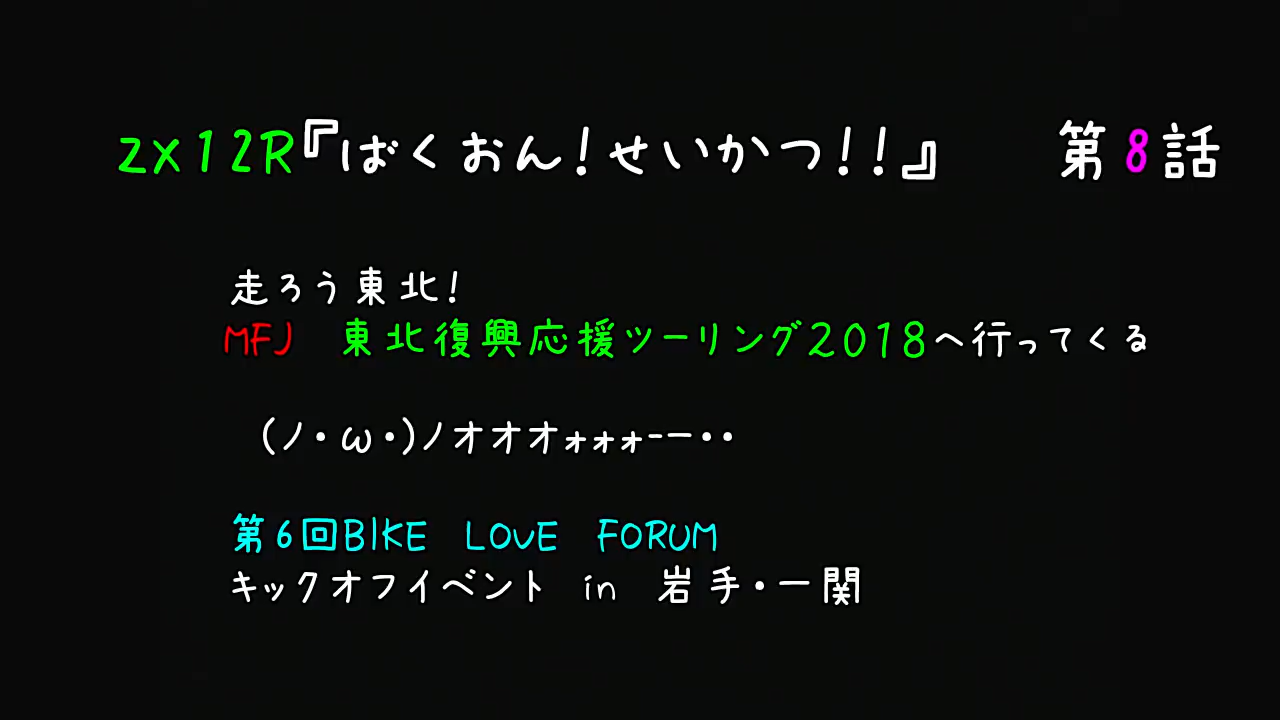 zx12R『ばくおん！せいかつ！！』　第8話
走ろう東北！
MFJ　東北復興応援ツーリング2018へ行ってくる
(ノ・ω・)ノオオオォォォ-ー・・
第6回BIKE　LOVE　FORUM
キックオフイベント　in　岩手・一関